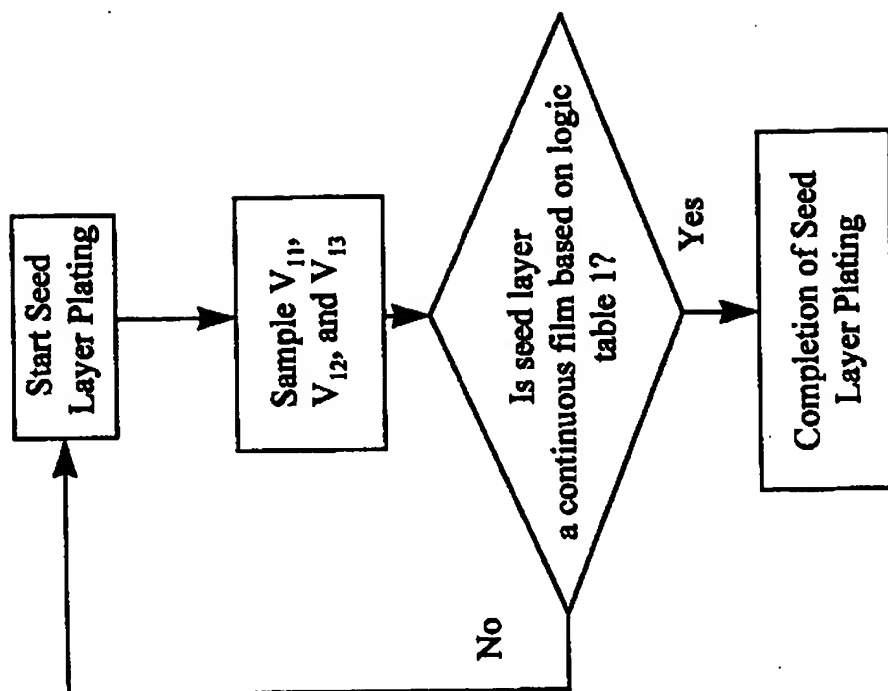 Start Seed
Layer Plating
Sample V₁₁,
V₁₂, and V₁₃
Is seed layer
a continuous film based on logic
table 1?
No
Yes
Completion of Seed
Layer Plating